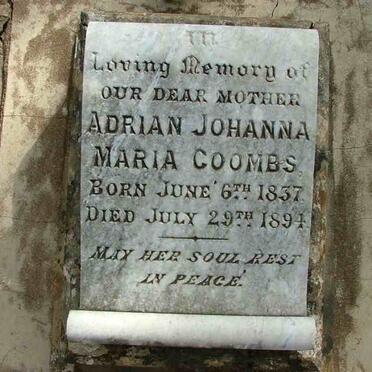 In
Loving Memory of
OUR DEAR MOTHER
ADRIAN JOHANNA
MARIA COOMBS.
BORN JUNE 6TH 1837
DIED JULY 29TH 1894
MAY HER SOUL REST
IN PEACE.